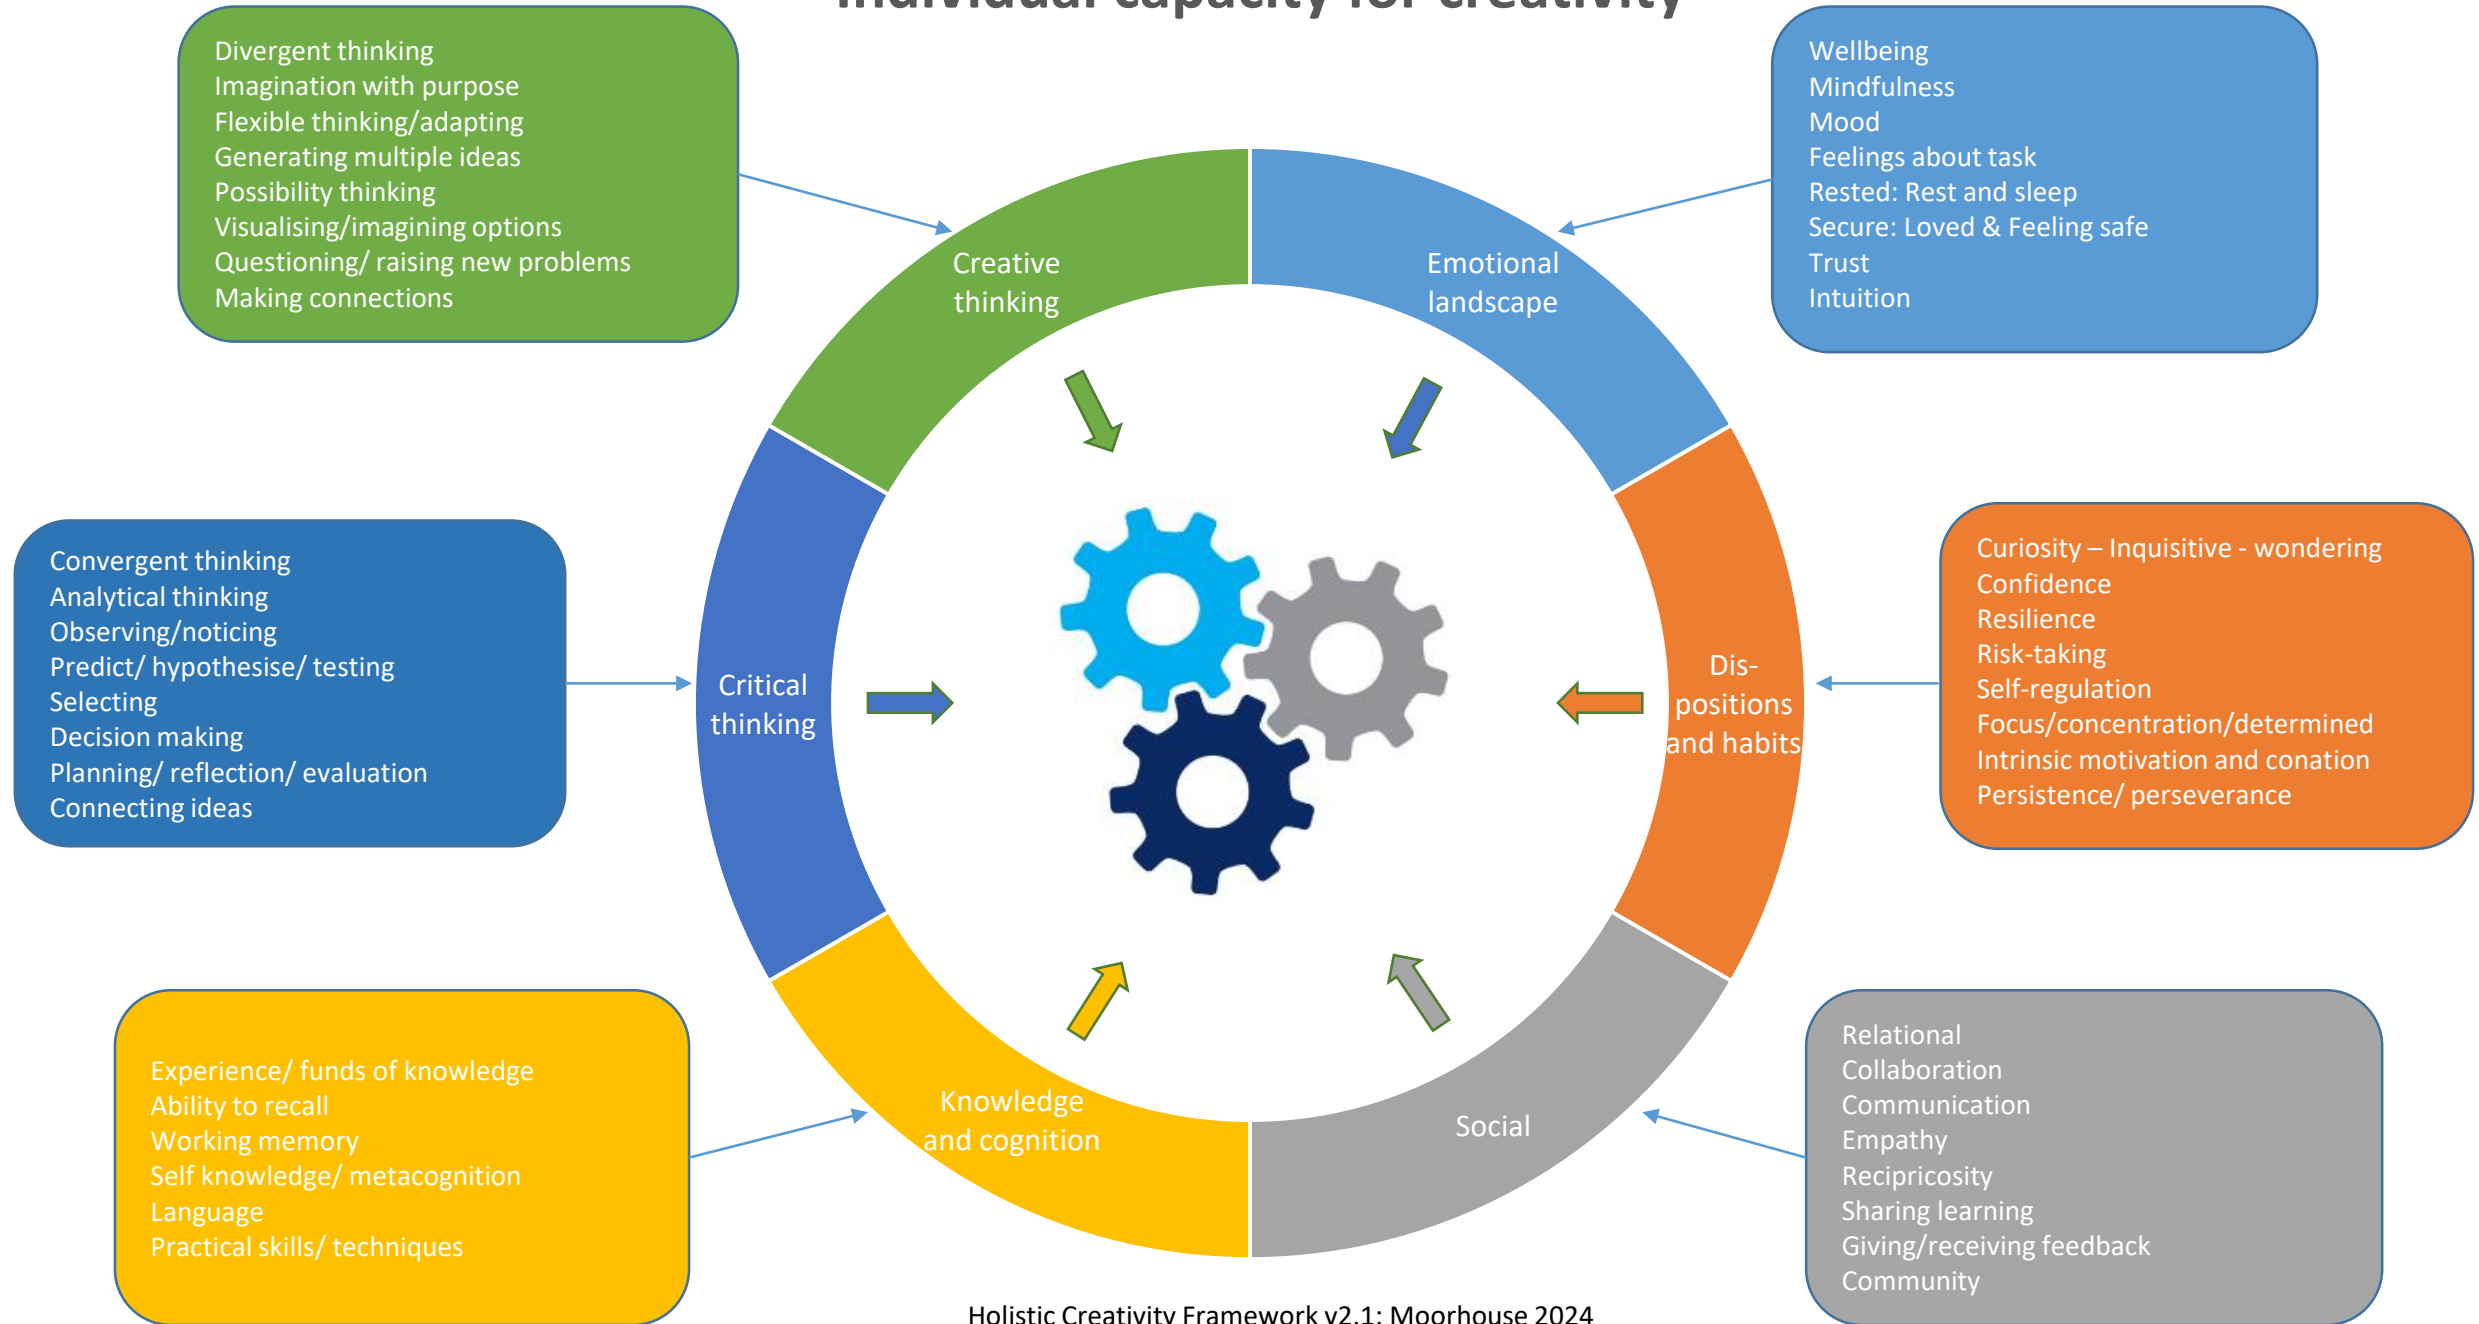 Individual capacity for creativity
Divergent thinking
Imagination with purpose
Flexible thinking/adapting
Generating multiple ideas
Possibility thinking
Visualising/imagining options
Questioning/ raising new problems
Making connections
Wellbeing
Mindfulness
Mood
Feelings about task
Rested: Rest and sleep
Secure: Loved & Feeling safe
Trust
Intuition
Creative
thinking
Emotional
landscape
Convergent thinking
Analytical thinking
Observing/noticing
Predict/ hypothesise/ testing
Selecting
Decision making
Planning/ reflection/ evaluation
Connecting ideas
Critical
thinking
Dis-
positions
and habits
Curiosity – Inquisitive - wondering
Confidence
Resilience
Risk-taking
Self-regulation
Focus/concentration/determined
Intrinsic motivation and conation
Persistence/ perseverance
Experience/ funds of knowledge
Ability to recall
Working memory
Self knowledge/ metacognition
Language
Practical skills/ techniques
Knowledge
and cognition
Social
Relational
Collaboration
Communication
Empathy
Recipricosity
Sharing learning
Giving/receiving feedback
Community
Holistic Creativity Framework v2.1: Moorhouse 2024